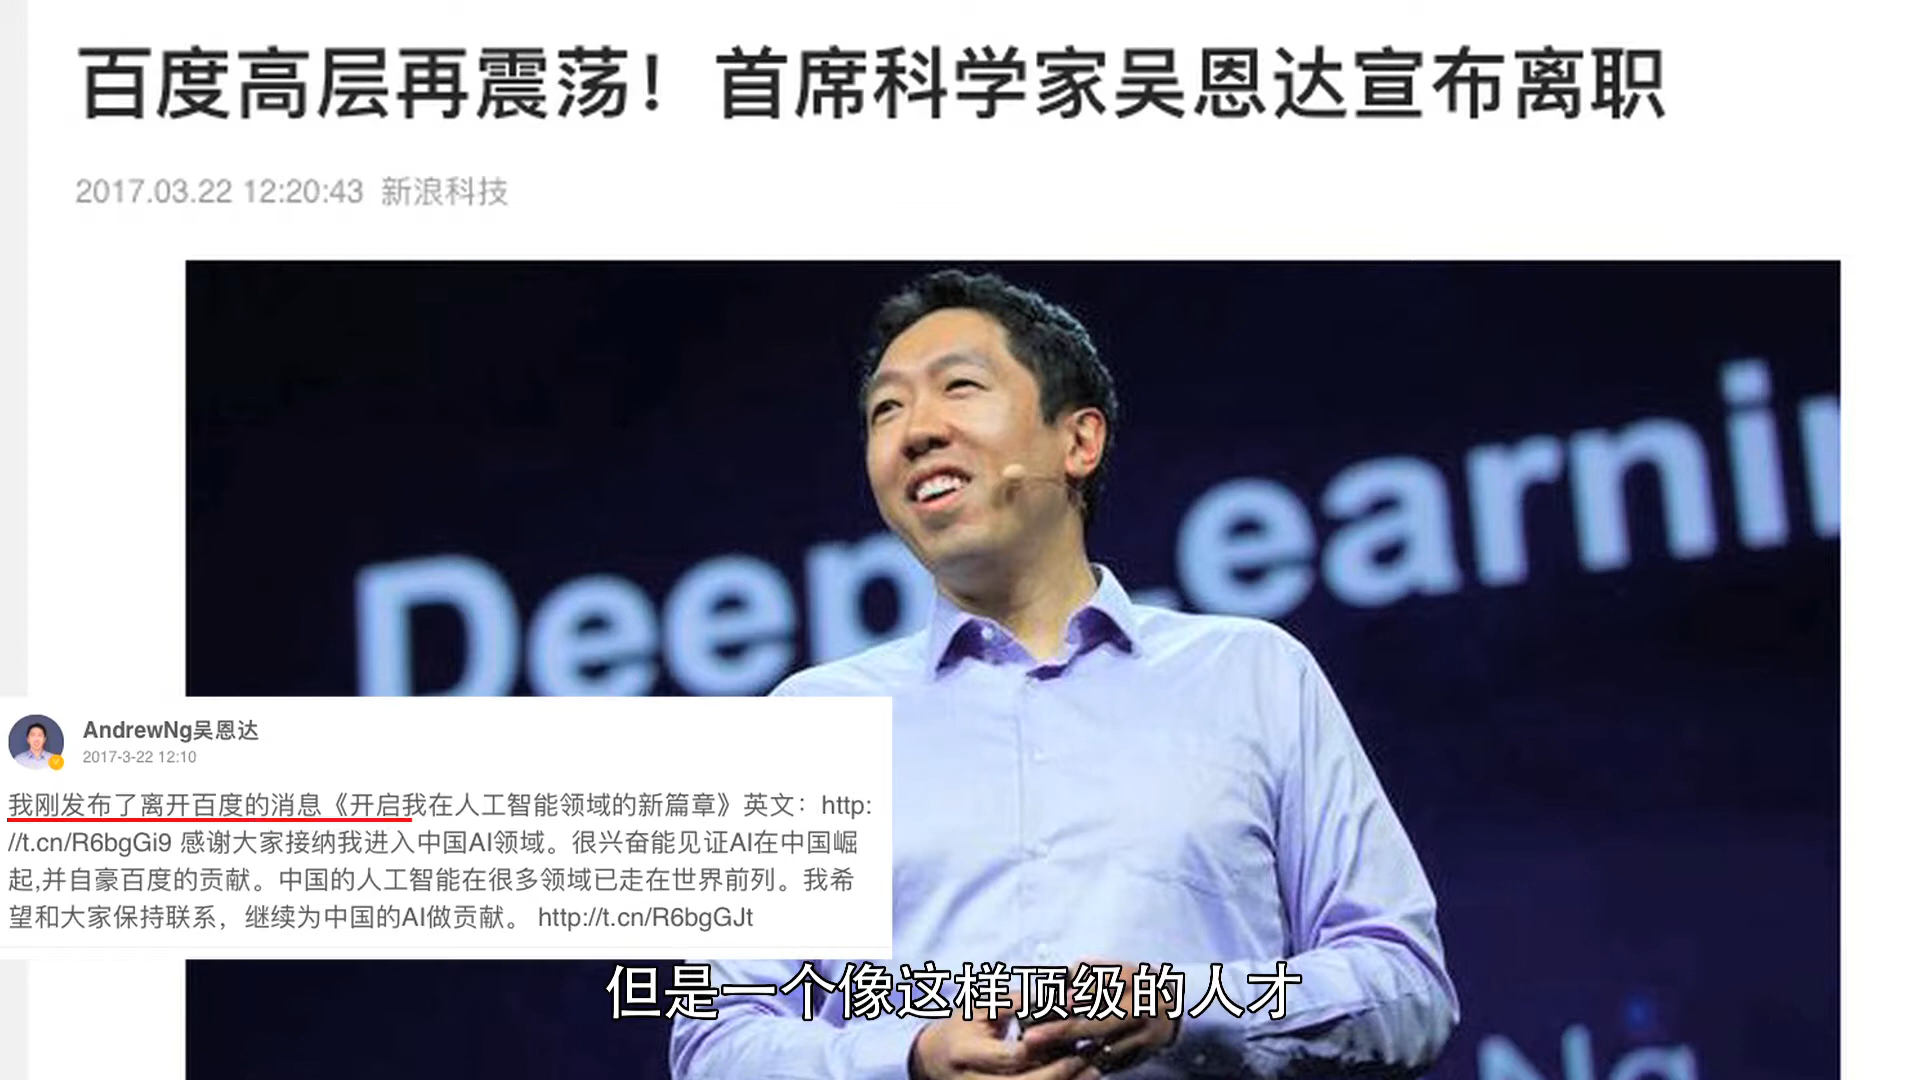 百度高层再震荡！首席科学家吴恩达宣布离职
2017.03.22 12:20:43 新浪科技
Deep Learnin
AndrewNg吴恩达
2017-3-22 12:10
我刚发布了离开百度的消息《开启我在人工智能领域的新篇章》英文：http:
//t.cn/R6bgGi9 感谢大家接纳我进入中国AI领域。很兴奋能见证AI在中国崛
起,并自豪百度的贡献。中国的人工智能在很多领域已走在世界前列。我希
望和大家保持联系，继续为中国的AI做贡献。 http://t.cn/R6bgGJt
但是一个像这样顶级的人才
Ng